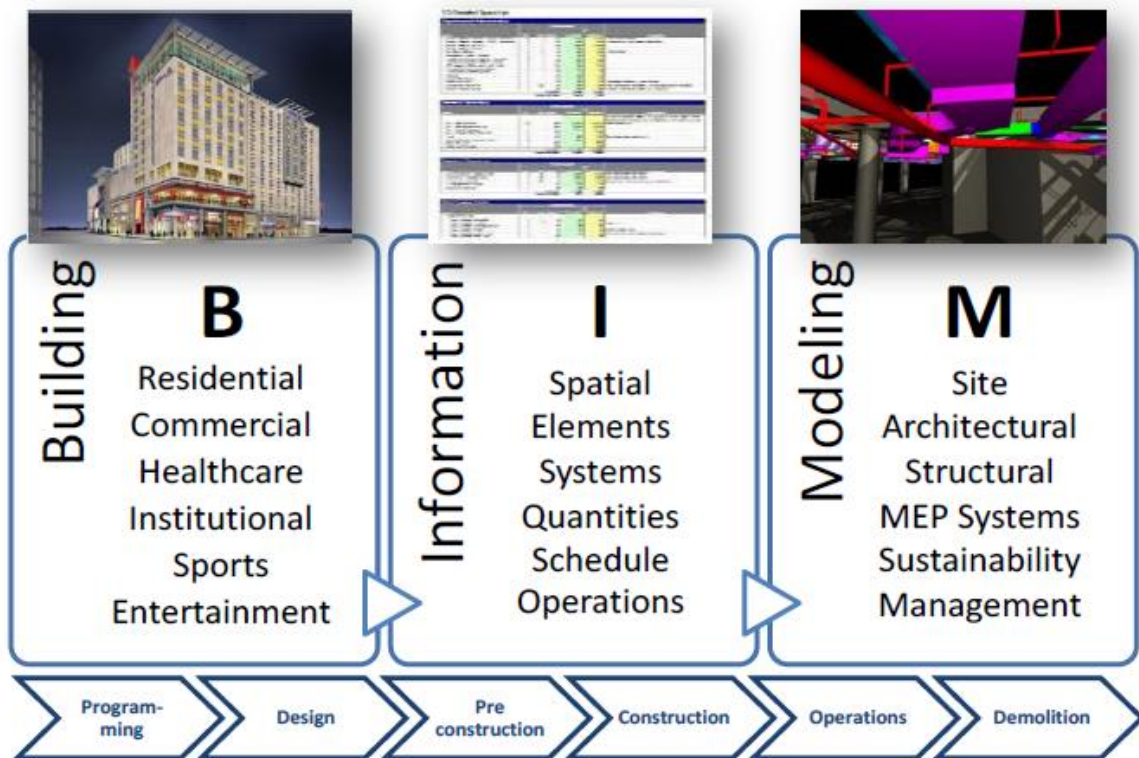 Building
B
Residential
Commercial
Healthcare
Institutional
Sports
Entertainment
Information
I
Spatial
Elements
Systems
Quantities
Schedule
Operations
Modeling
M
Site
Architectural
Structural
MEP Systems
Sustainability
Management
Program-
ming
Design
Pre
construction
Construction
Operations
Demolition